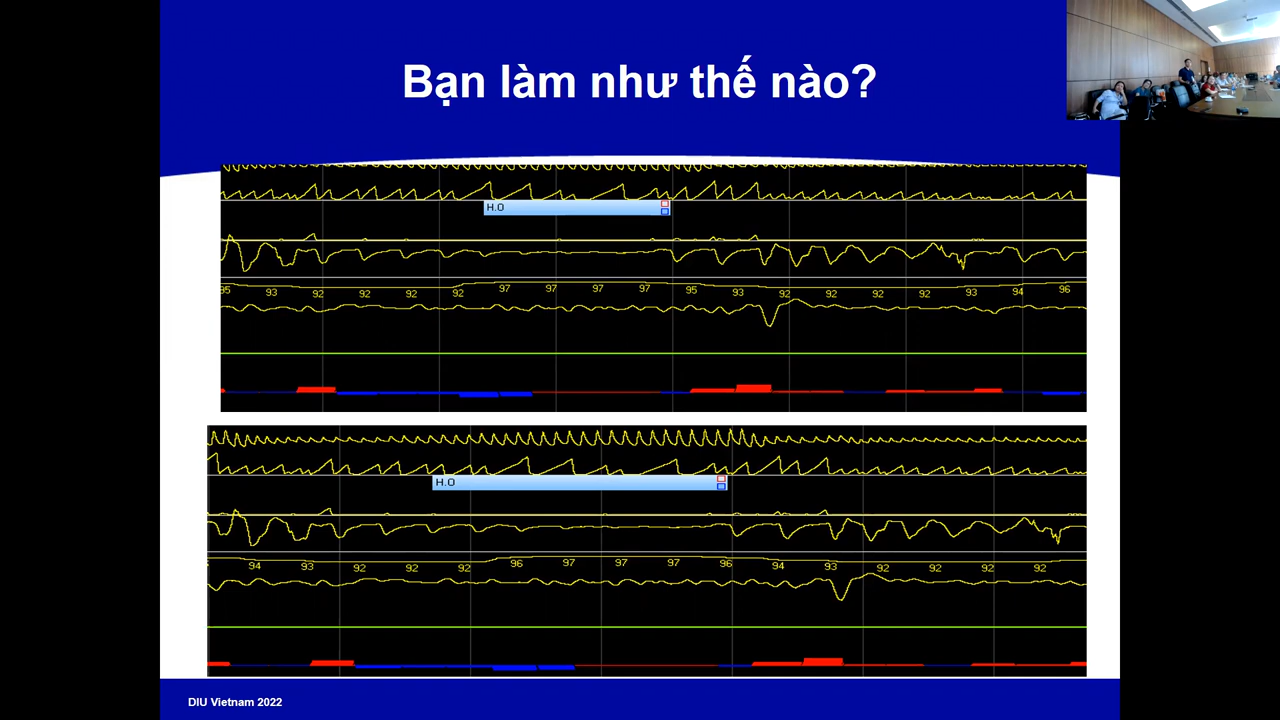 Bạn làm như thế nào?
H.O
95 93 92 92 92 92 97 97 97 97 95 93 92 92 92 92 93 94 96
H.O
94 93 92 92 92 96 97 97 97 96 94 93 92 92 92 92
DIU Vietnam 2022